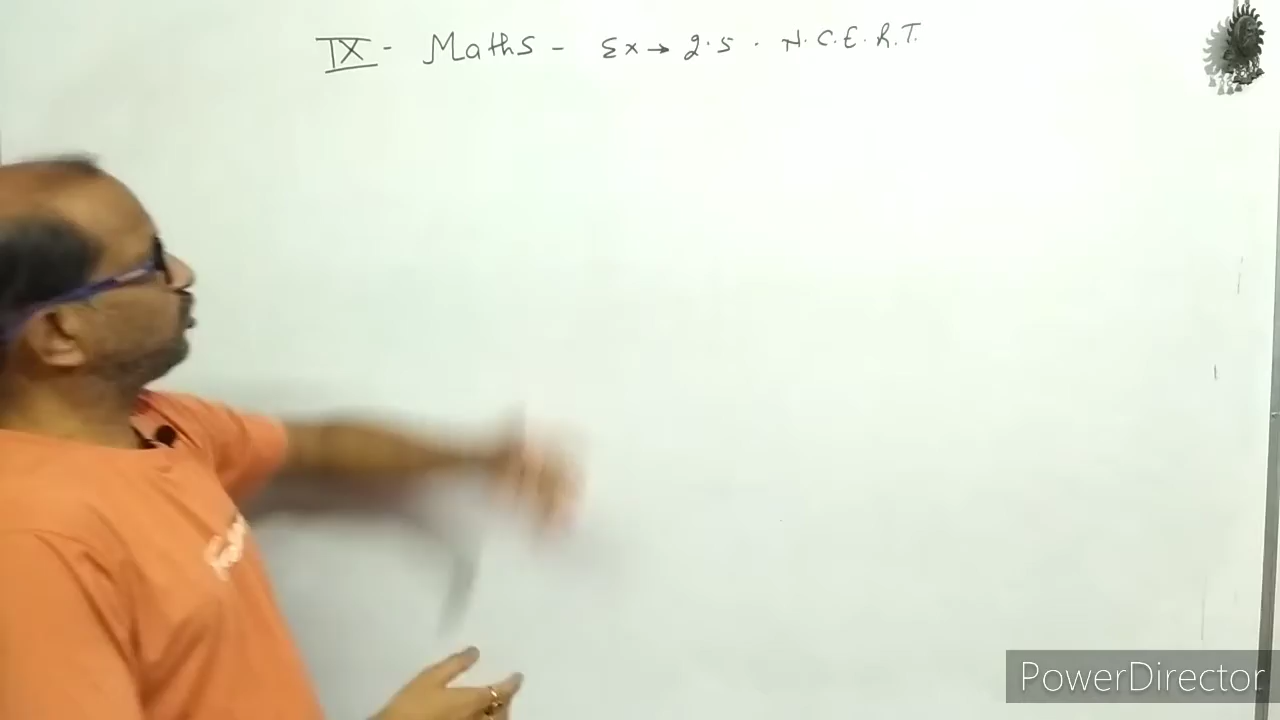 IX - Maths - Ex → 2.5 . N.C.E.R.T.
PowerDirector